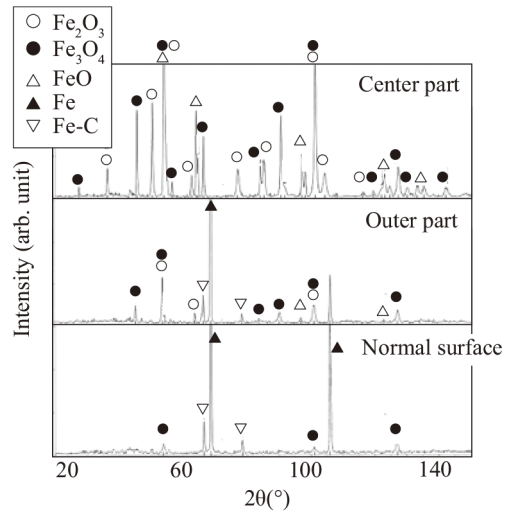 Fe₂O₃
Fe₃O₄
FeO
Fe
Fe-C
Center part
Outer part
Normal surface
Intensity (arb. unit)
20 60 100 140
2θ(°)